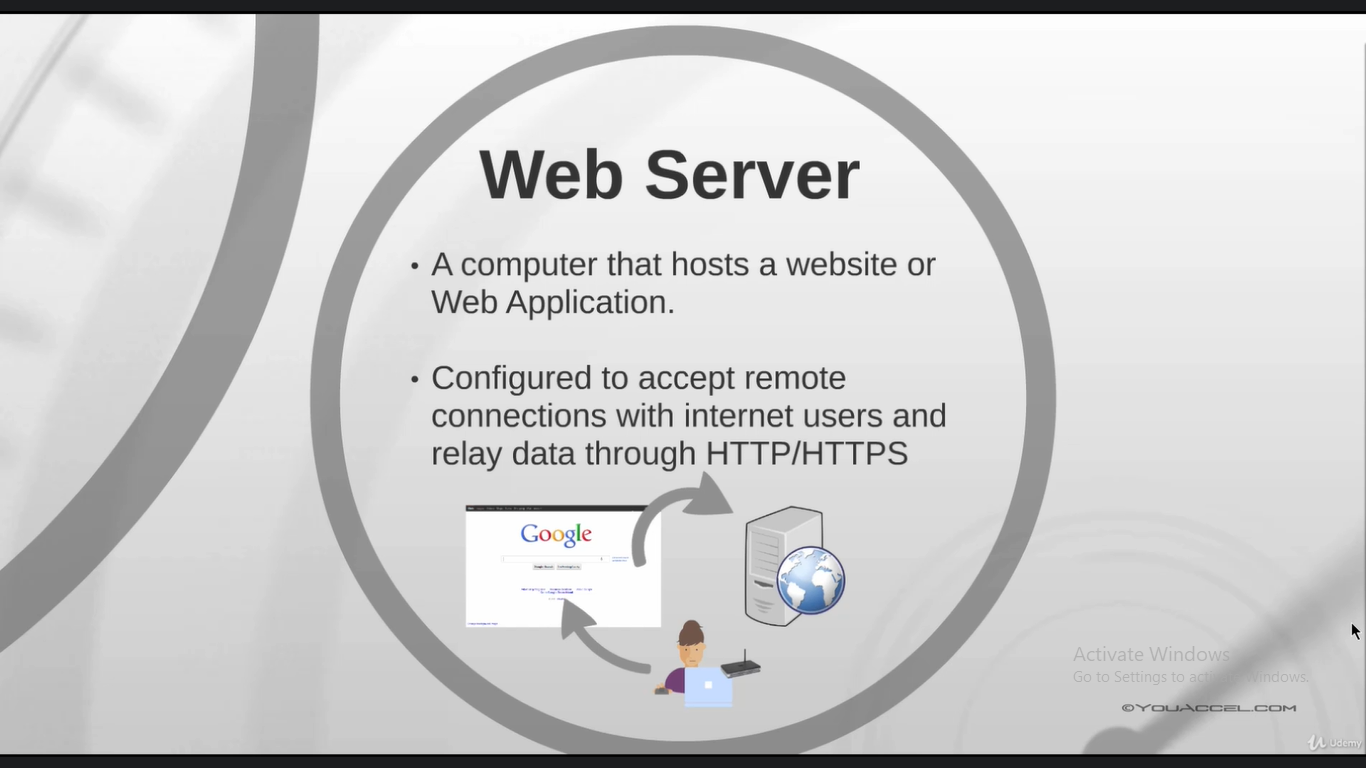 Web Server
• A computer that hosts a website or
Web Application.
• Configured to accept remote
connections with internet users and
relay data through HTTP/HTTPS
Google
Activate Windows
Go to Settings to activate Windows.
©YOUACCEL.COM
Udemy